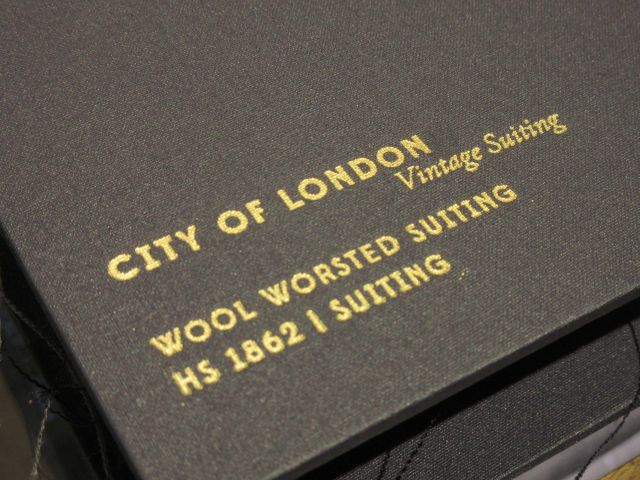 CITY OF LONDON
Vintage Suiting
WOOL WORSTED SUITING
HS 1862 | SUITING